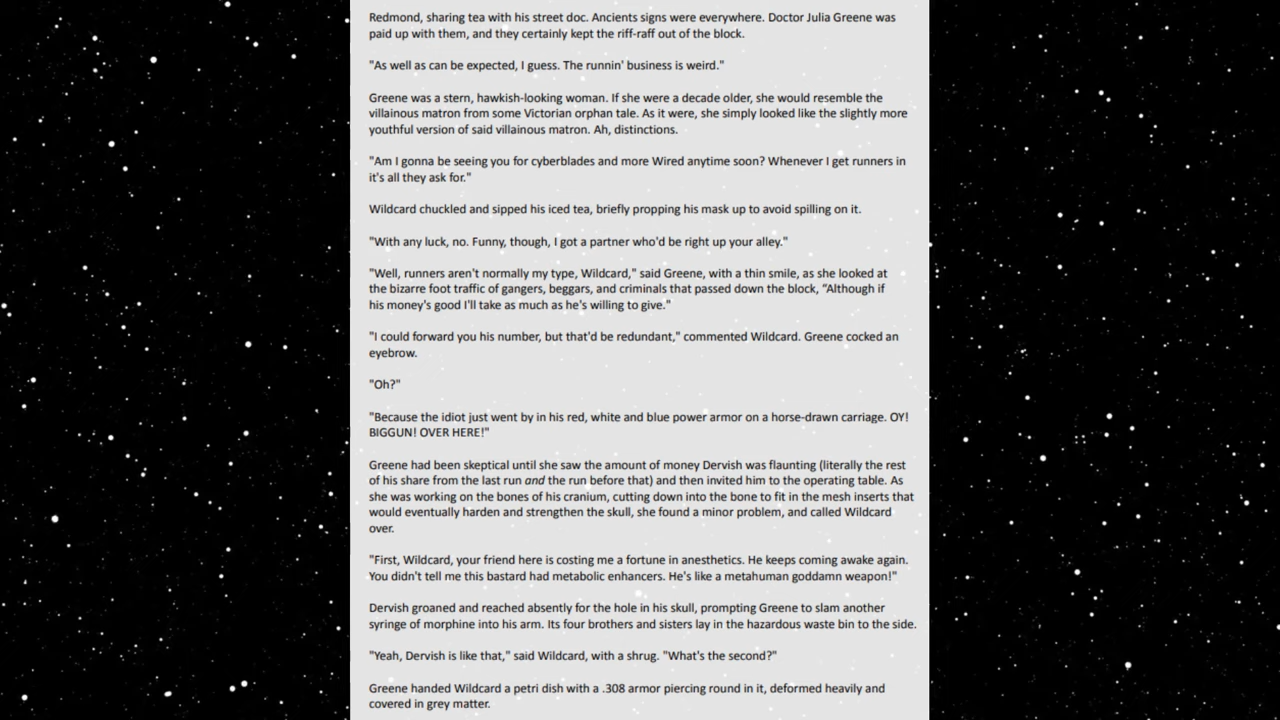 Redmond, sharing tea with his street doc. Ancients signs were everywhere. Doctor Julia Greene was
paid up with them, and they certainly kept the riff-raff out of the block.
"As well as can be expected, I guess. The runnin' business is weird."
Greene was a stern, hawkish-looking woman. If she were a decade older, she would resemble the
villainous matron from some Victorian orphan tale. As it were, she simply looked like the slightly more
youthful version of said villainous matron. Ah, distinctions.
"Am I gonna be seeing you for cyberblades and more Wired anytime soon? Whenever I get runners in
it's all they ask for."
Wildcard chuckled and sipped his iced tea, briefly propping his mask up to avoid spilling on it.
"With any luck, no. Funny, though, I got a partner who'd be right up your alley."
"Well, runners aren't normally my type, Wildcard," said Greene, with a thin smile, as she looked at
the bizarre foot traffic of gangers, beggars, and criminals that passed down the block, “Although if
his money's good I'll take as much as he's willing to give."
"I could forward you his number, but that'd be redundant," commented Wildcard. Greene cocked an
eyebrow.
"Oh?"
"Because the idiot just went by in his red, white and blue power armor on a horse-drawn carriage. OY!
BIGGUN! OVER HERE!"
Greene had been skeptical until she saw the amount of money Dervish was flaunting (literally the rest
of his share from the last run and the run before that) and then invited him to the operating table. As
she was working on the bones of his cranium, cutting down into the bone to fit in the mesh inserts that
would eventually harden and strengthen the skull, she found a minor problem, and called Wildcard
over.
"First, Wildcard, your friend here is costing me a fortune in anesthetics. He keeps coming awake again.
You didn't tell me this bastard had metabolic enhancers. He's like a metahuman goddamn weapon!"
Dervish groaned and reached absently for the hole in his skull, prompting Greene to slam another
syringe of morphine into his arm. Its four brothers and sisters lay in the hazardous waste bin to the side.
"Yeah, Dervish is like that," said Wildcard, with a shrug. "What's the second?"
Greene handed Wildcard a petri dish with a .308 armor piercing round in it, deformed heavily and
covered in grey matter.